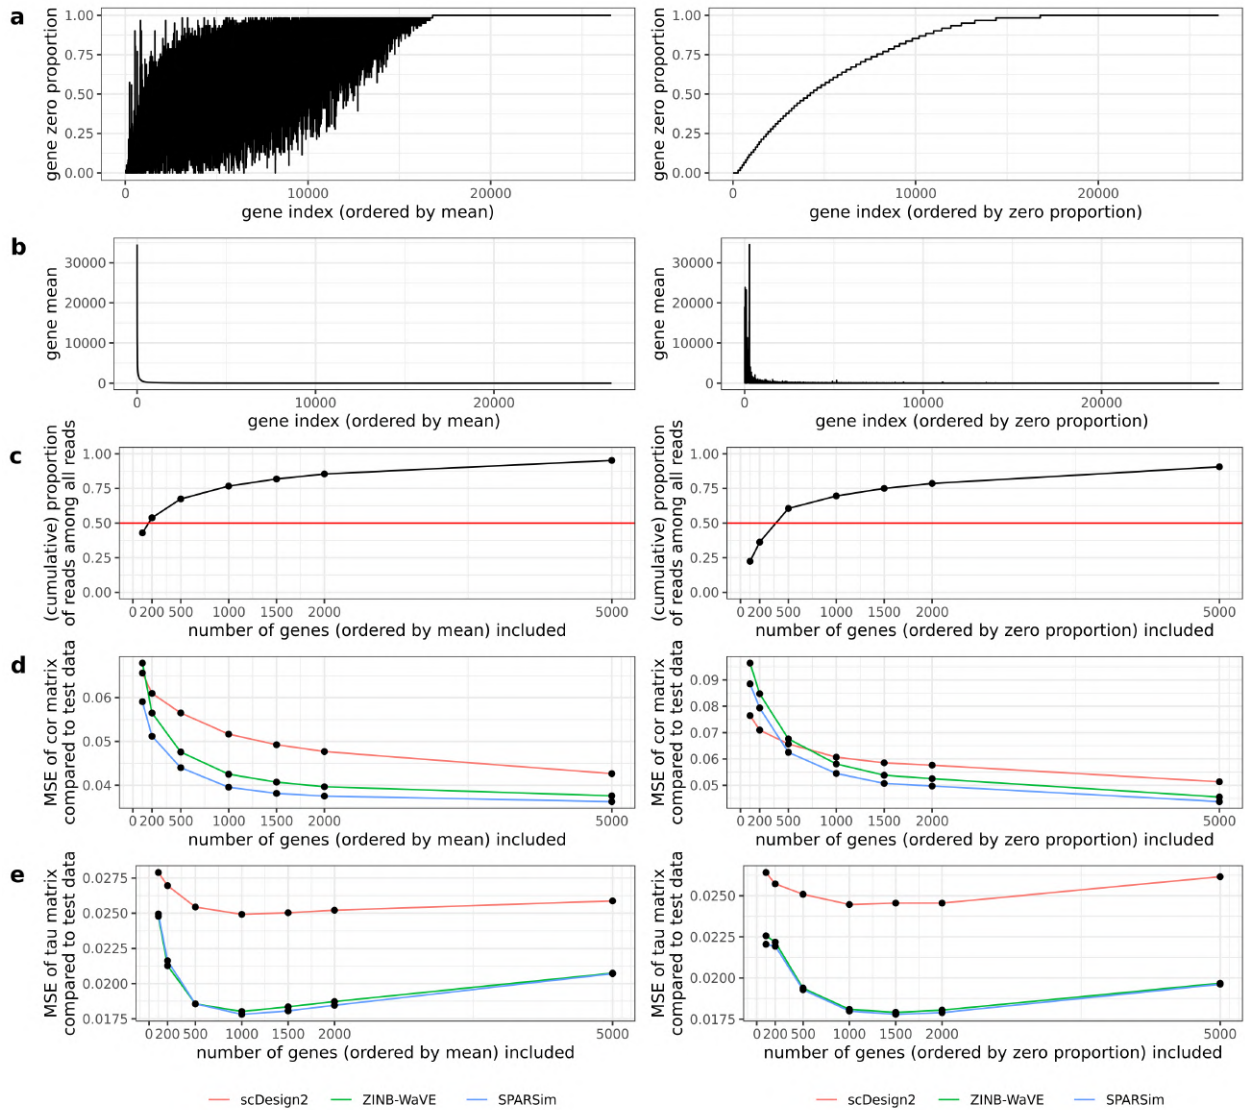 a
gene zero proportion
1.00
0.75
0.50
0.25
0.00
0
10000
20000
gene index (ordered by mean)
gene zero proportion
1.00
0.75
0.50
0.25
0.00
0
10000
20000
gene index (ordered by zero proportion)
b
gene mean
30000
20000
10000
0
0
10000
20000
gene index (ordered by mean)
gene mean
30000
20000
10000
0
0
10000
20000
gene index (ordered by zero proportion)
c
(cumulative) proportion
of reads among all reads
1.00
0.75
0.50
0.25
0.00
0 200 500 1000 1500 2000 5000
number of genes (ordered by mean) included
(cumulative) proportion
of reads among all reads
1.00
0.75
0.50
0.25
0.00
0 200 500 1000 1500 2000 5000
number of genes (ordered by zero proportion) included
d
MSE of cor matrix
compared to test data
0.06
0.05
0.04
0 200 500 1000 1500 2000 5000
number of genes (ordered by mean) included
MSE of cor matrix
compared to test data
0.09
0.08
0.07
0.06
0.05
0 200 500 1000 1500 2000 5000
number of genes (ordered by zero proportion) included
e
MSE of tau matrix
compared to test data
0.0275
0.0250
0.0225
0.0200
0.0175
0 200 500 1000 1500 2000 5000
number of genes (ordered by mean) included
MSE of tau matrix
compared to test data
0.0250
0.0225
0.0200
0.0175
0 200 500 1000 1500 2000 5000
number of genes (ordered by zero proportion) included
scDesign2 ZINB-WaVE SPARSim
scDesign2 ZINB-WaVE SPARSim